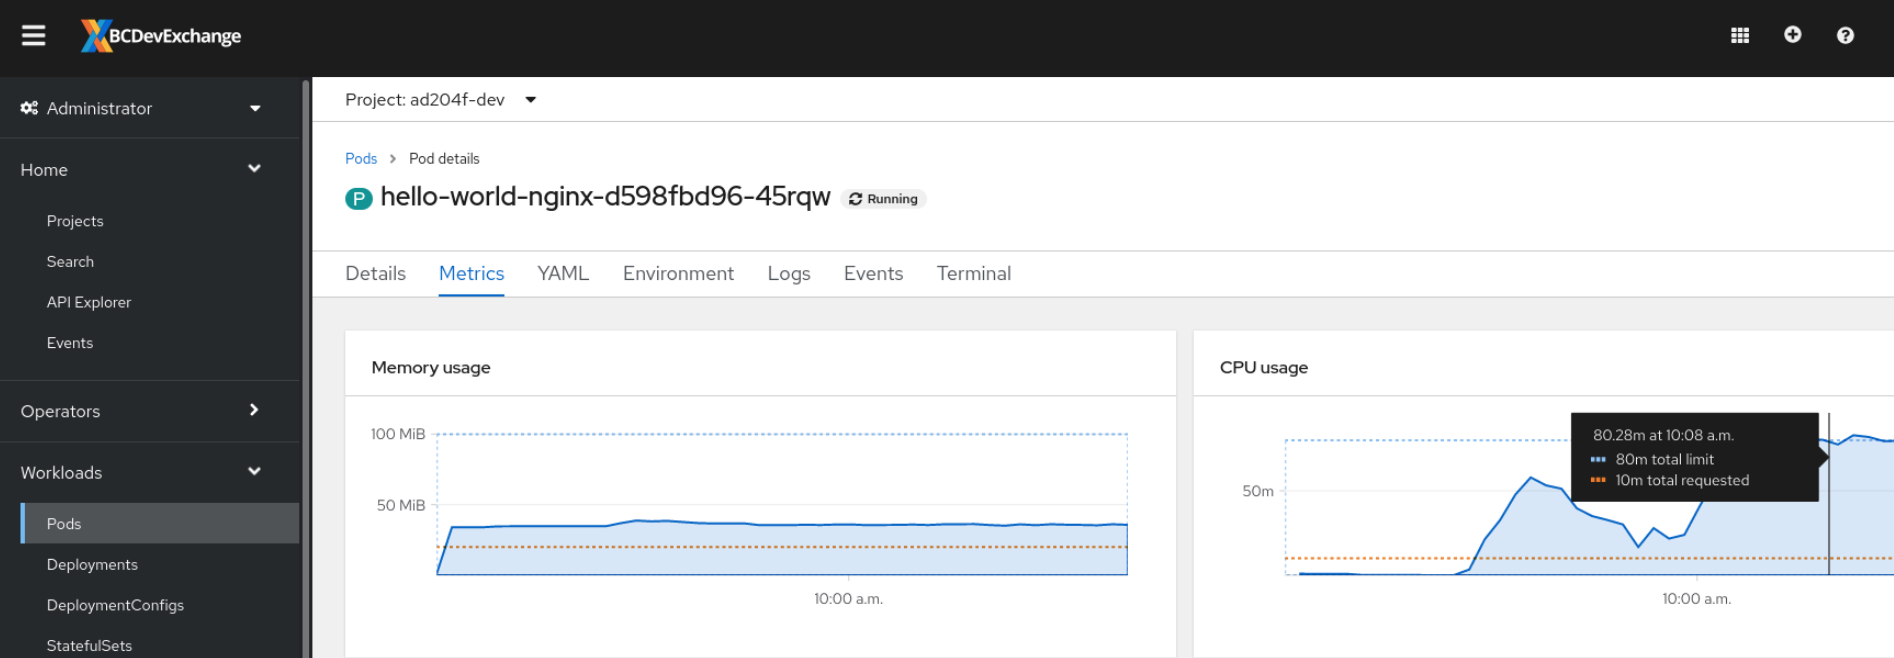 BCDevExchange
Administrator
Home
Projects
Search
API Explorer
Events
Operators
Workloads
Pods
Deployments
DeploymentConfigs
StatefulSets
Project: ad204f-dev
Pods > Pod details
P hello-world-nginx-d598fbd96-45rqw Running
Details Metrics YAML Environment Logs Events Terminal
Memory usage
100 MiB
50 MiB
10:00 a.m.
CPU usage
80.28m at 10:08 a.m.
80m total limit
10m total requested
50m
10:00 a.m.